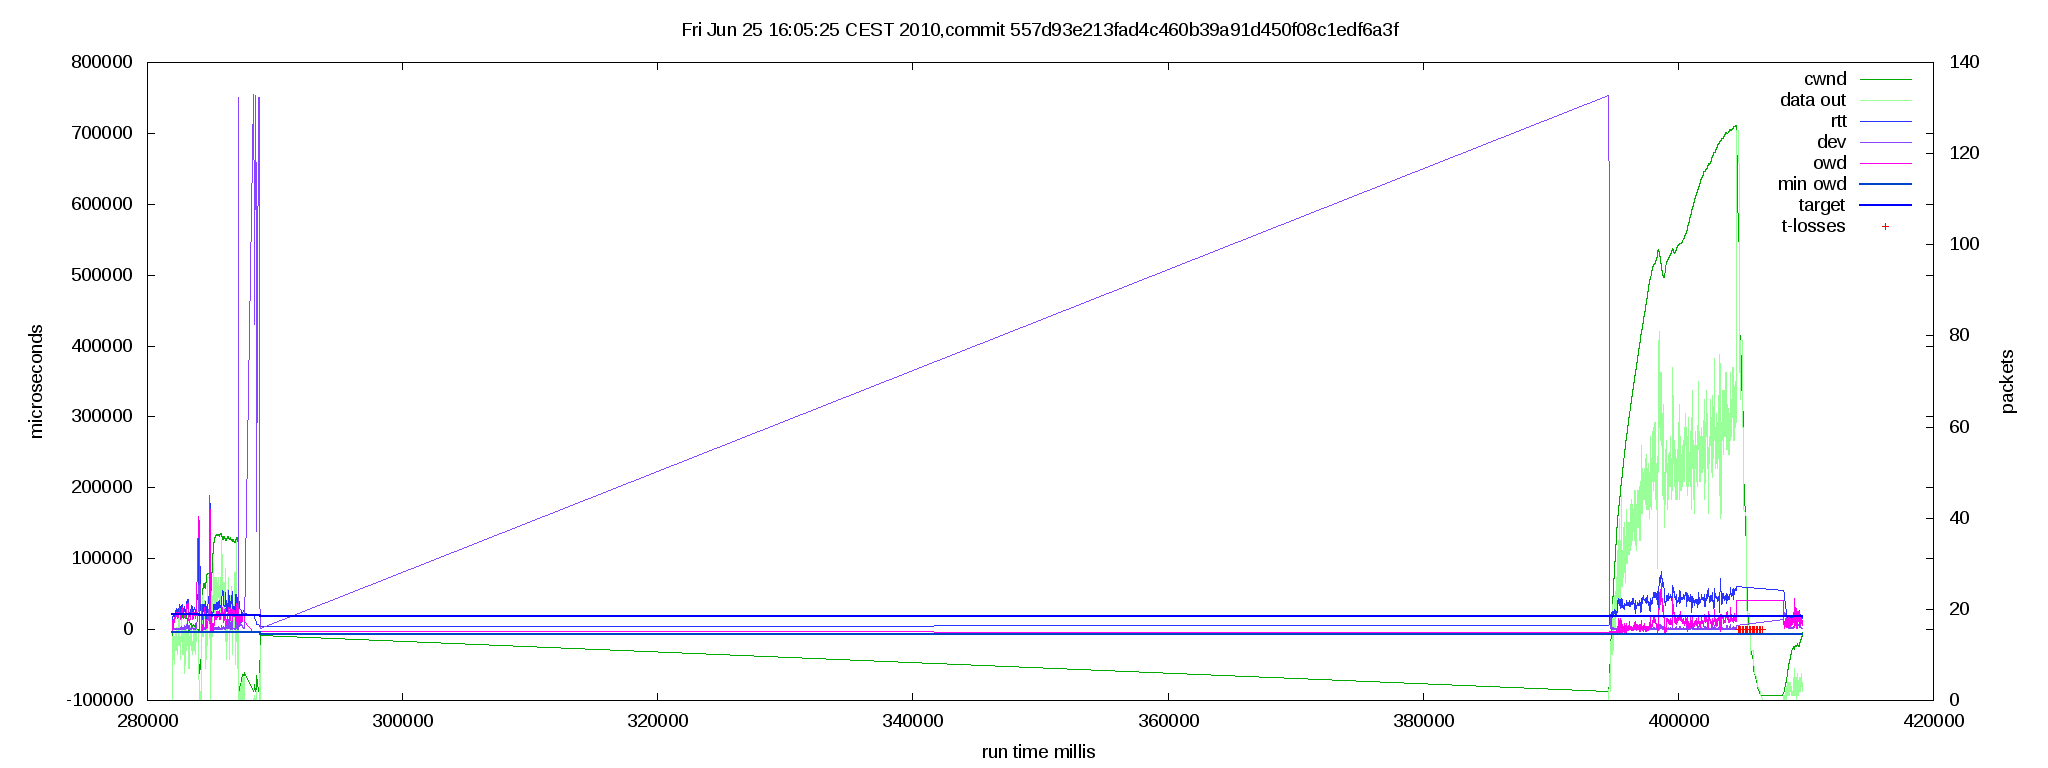 Fri Jun 25 16:05:25 CEST 2010,commit 557d93e213fad4c460b39a91d450f08c1edf6a3f
800000
700000
600000
500000
400000
300000
200000
100000
0
-100000
microseconds
140
120
100
80
60
40
20
0
packets
cwnd
data out
rtt
dev
owd
min owd
target
t-losses
280000 300000 320000 340000 360000 380000 400000 420000
run time millis